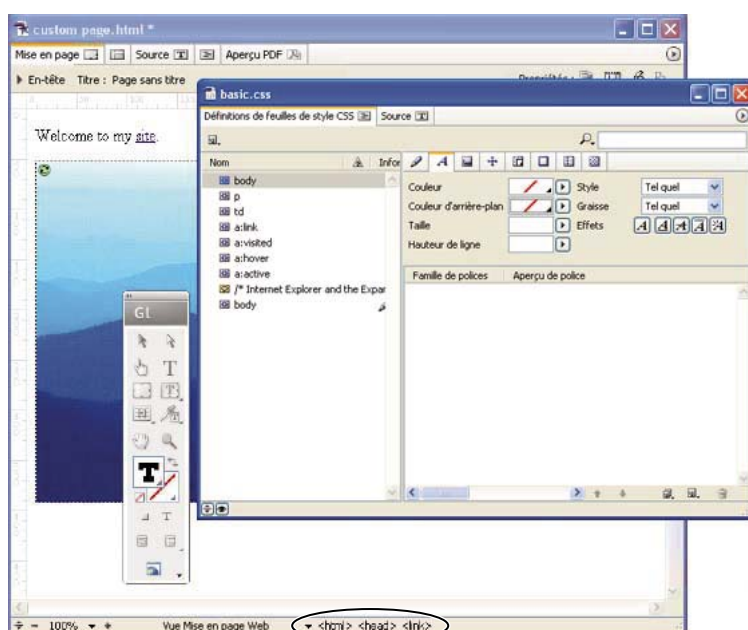 custom page.html *
Mise en page Source Aperçu PDF
En-tête Titre : Page sans titre
basic.css
Définitions de feuilles de style CSS Source
Welcome to my site.
Nom Infor
body
p
td
a:link
a:visited
a:hover
a:active
/* Internet Explorer and the Expar
body
Couleur Style Tel quel
Couleur d'arrière-plan Graisse Tel quel
Taille Effets
Hauteur de ligne
Famille de polices Aperçu de police
GL
100% Vue Mise en page Web <html> <head> <link>